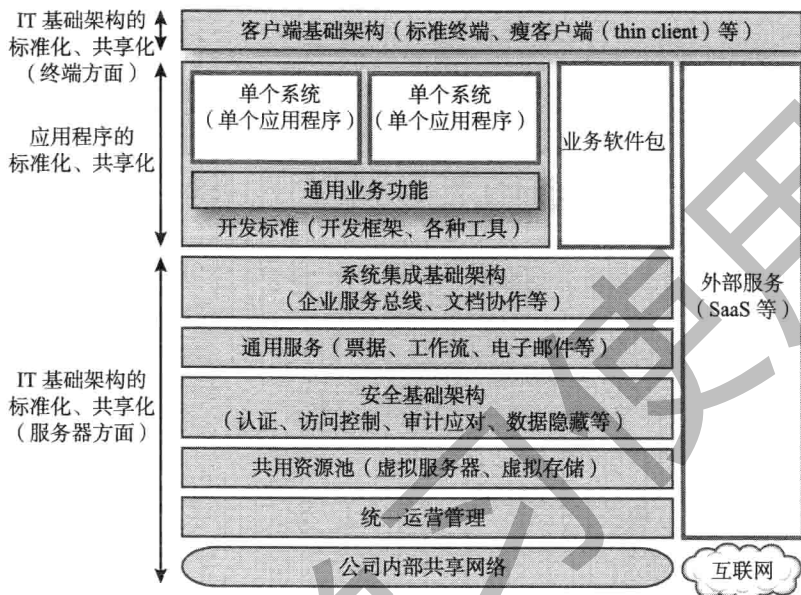 IT 基础架构的
标准化、共享化
（终端方面）
客户端基础架构（标准终端、瘦客户端（thin client）等）
应用程序的
标准化、共享化
单个系统
（单个应用程序）
单个系统
（单个应用程序）
通用业务功能
开发标准（开发框架、各种工具）
业务软件包
外部服务
（SaaS 等）
IT 基础架构的
标准化、共享化
（服务器方面）
系统集成基础架构
（企业服务总线、文档协作等）
通用服务（票据、工作流、电子邮件等）
安全基础架构
（认证、访问控制、审计应对、数据隐藏等）
共用资源池（虚拟服务器、虚拟存储）
统一运营管理
公司内部共享网络
互联网
习使用